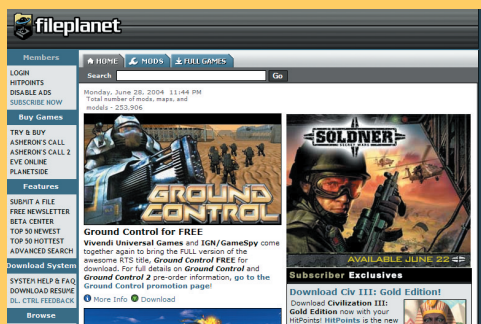 fileplanet
Members
LOGIN
HITPOINTS
DISABLE ADS
SUBSCRIBE NOW
Buy Games
TRY & BUY
ASHERON'S CALL
ASHERON'S CALL 2
EVE ONLINE
PLANETSIDE
Features
SUBMIT A FILE
FREE NEWSLETTER
BETA CENTER
TOP 50 NEWEST
TOP 50 HOTTEST
ADVANCED SEARCH
Download System
SYSTEM HELP & FAQ
DOWNLOAD RESUME
DL. CTRL FEEDBACK
Browse
HOME MODS FULL GAMES
Search Go
Monday, June 28, 2004 11:44 PM
Total number of mods, maps, and
models - 253,906
GROUND
CONTROL
Ground Control for FREE
Vivendi Universal Games and IGN/GameSpy come
together again to bring the FULL version of the
awesome RTS title, Ground Control FREE for
download. For full details on Ground Control and
Ground Control 2 pre-order information, go to the
Ground Control promotion page!
More Info Download
SÖLDNER
SECRET WARS
AVAILABLE JUNE 22
Subscriber Exclusives
Download Civ III: Gold Edition!
Download Civilization III:
Gold Edition now with your
HitPoints! HitPoints is the new